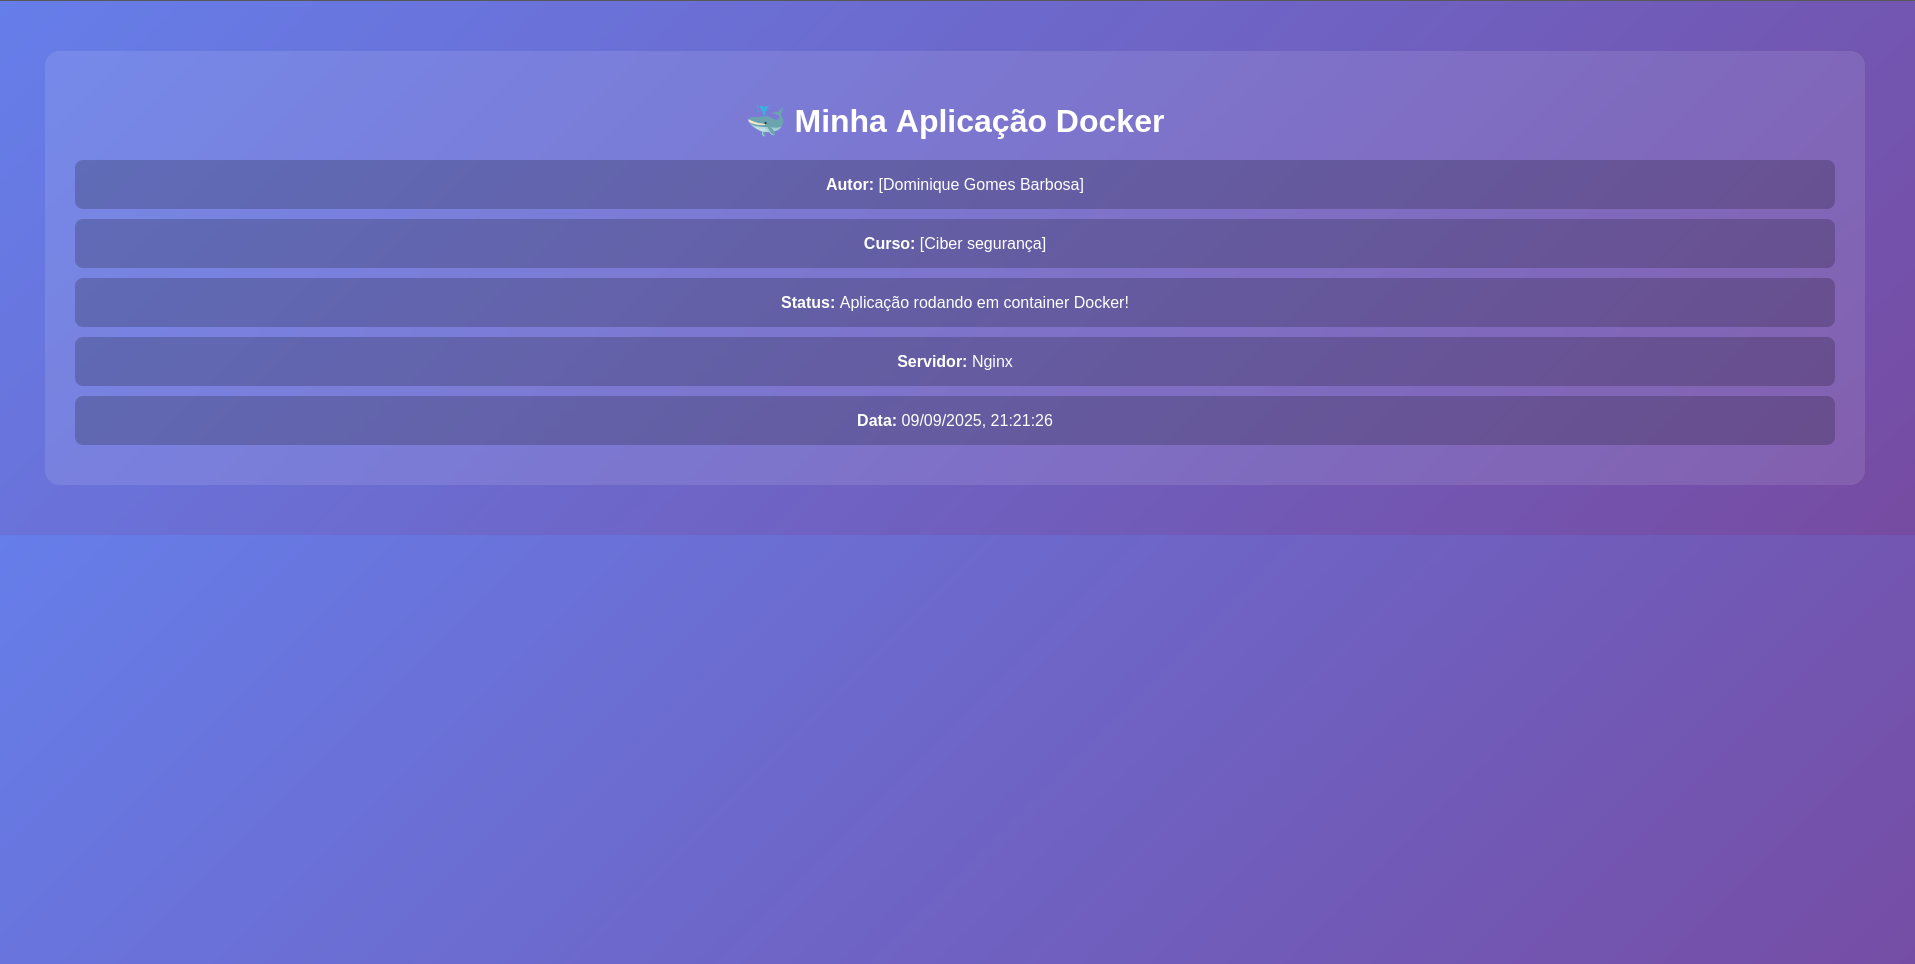 🐳 Minha Aplicação Docker
Autor: [Dominique Gomes Barbosa]
Curso: [Ciber segurança]
Status: Aplicação rodando em container Docker!
Servidor: Nginx
Data: 09/09/2025, 21:21:26